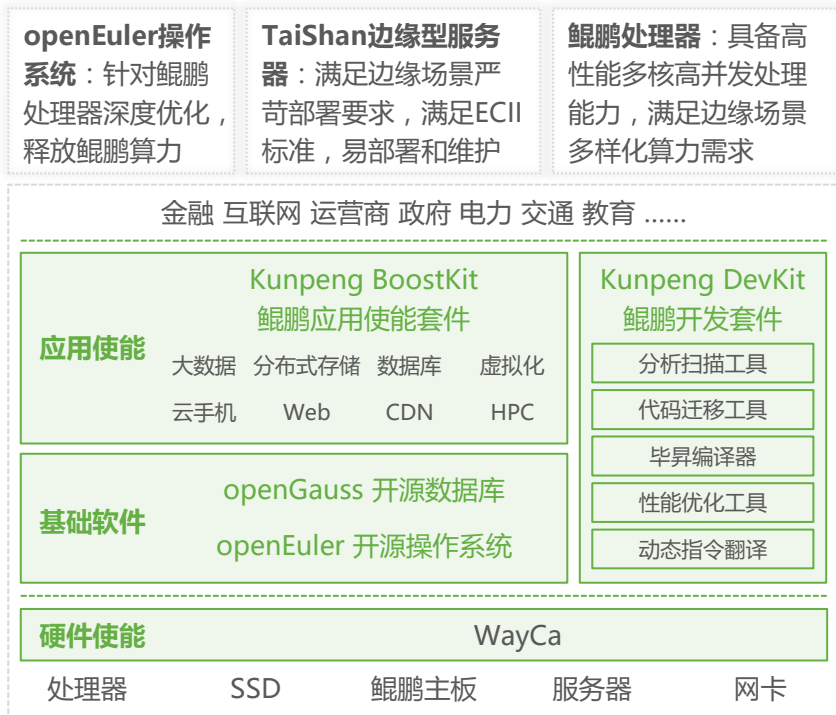 openEuler操作
系统：针对鲲鹏
处理器深度优化，
释放鲲鹏算力
TaiShan边缘型服务
器：满足边缘场景严
苛部署要求，满足ECII
标准，易部署和维护
鲲鹏处理器：具备高
性能多核高并发处理
能力，满足边缘场景
多样化算力需求
金融 互联网 运营商 政府 电力 交通 教育 ......
应用使能
Kunpeng BoostKit
鲲鹏应用使能套件
大数据 分布式存储 数据库 虚拟化
云手机 Web CDN HPC
基础软件
openGauss 开源数据库
openEuler 开源操作系统
Kunpeng DevKit
鲲鹏开发套件
分析扫描工具
代码迁移工具
毕昇编译器
性能优化工具
动态指令翻译
硬件使能 WayCa
处理器 SSD 鲲鹏主板 服务器 网卡